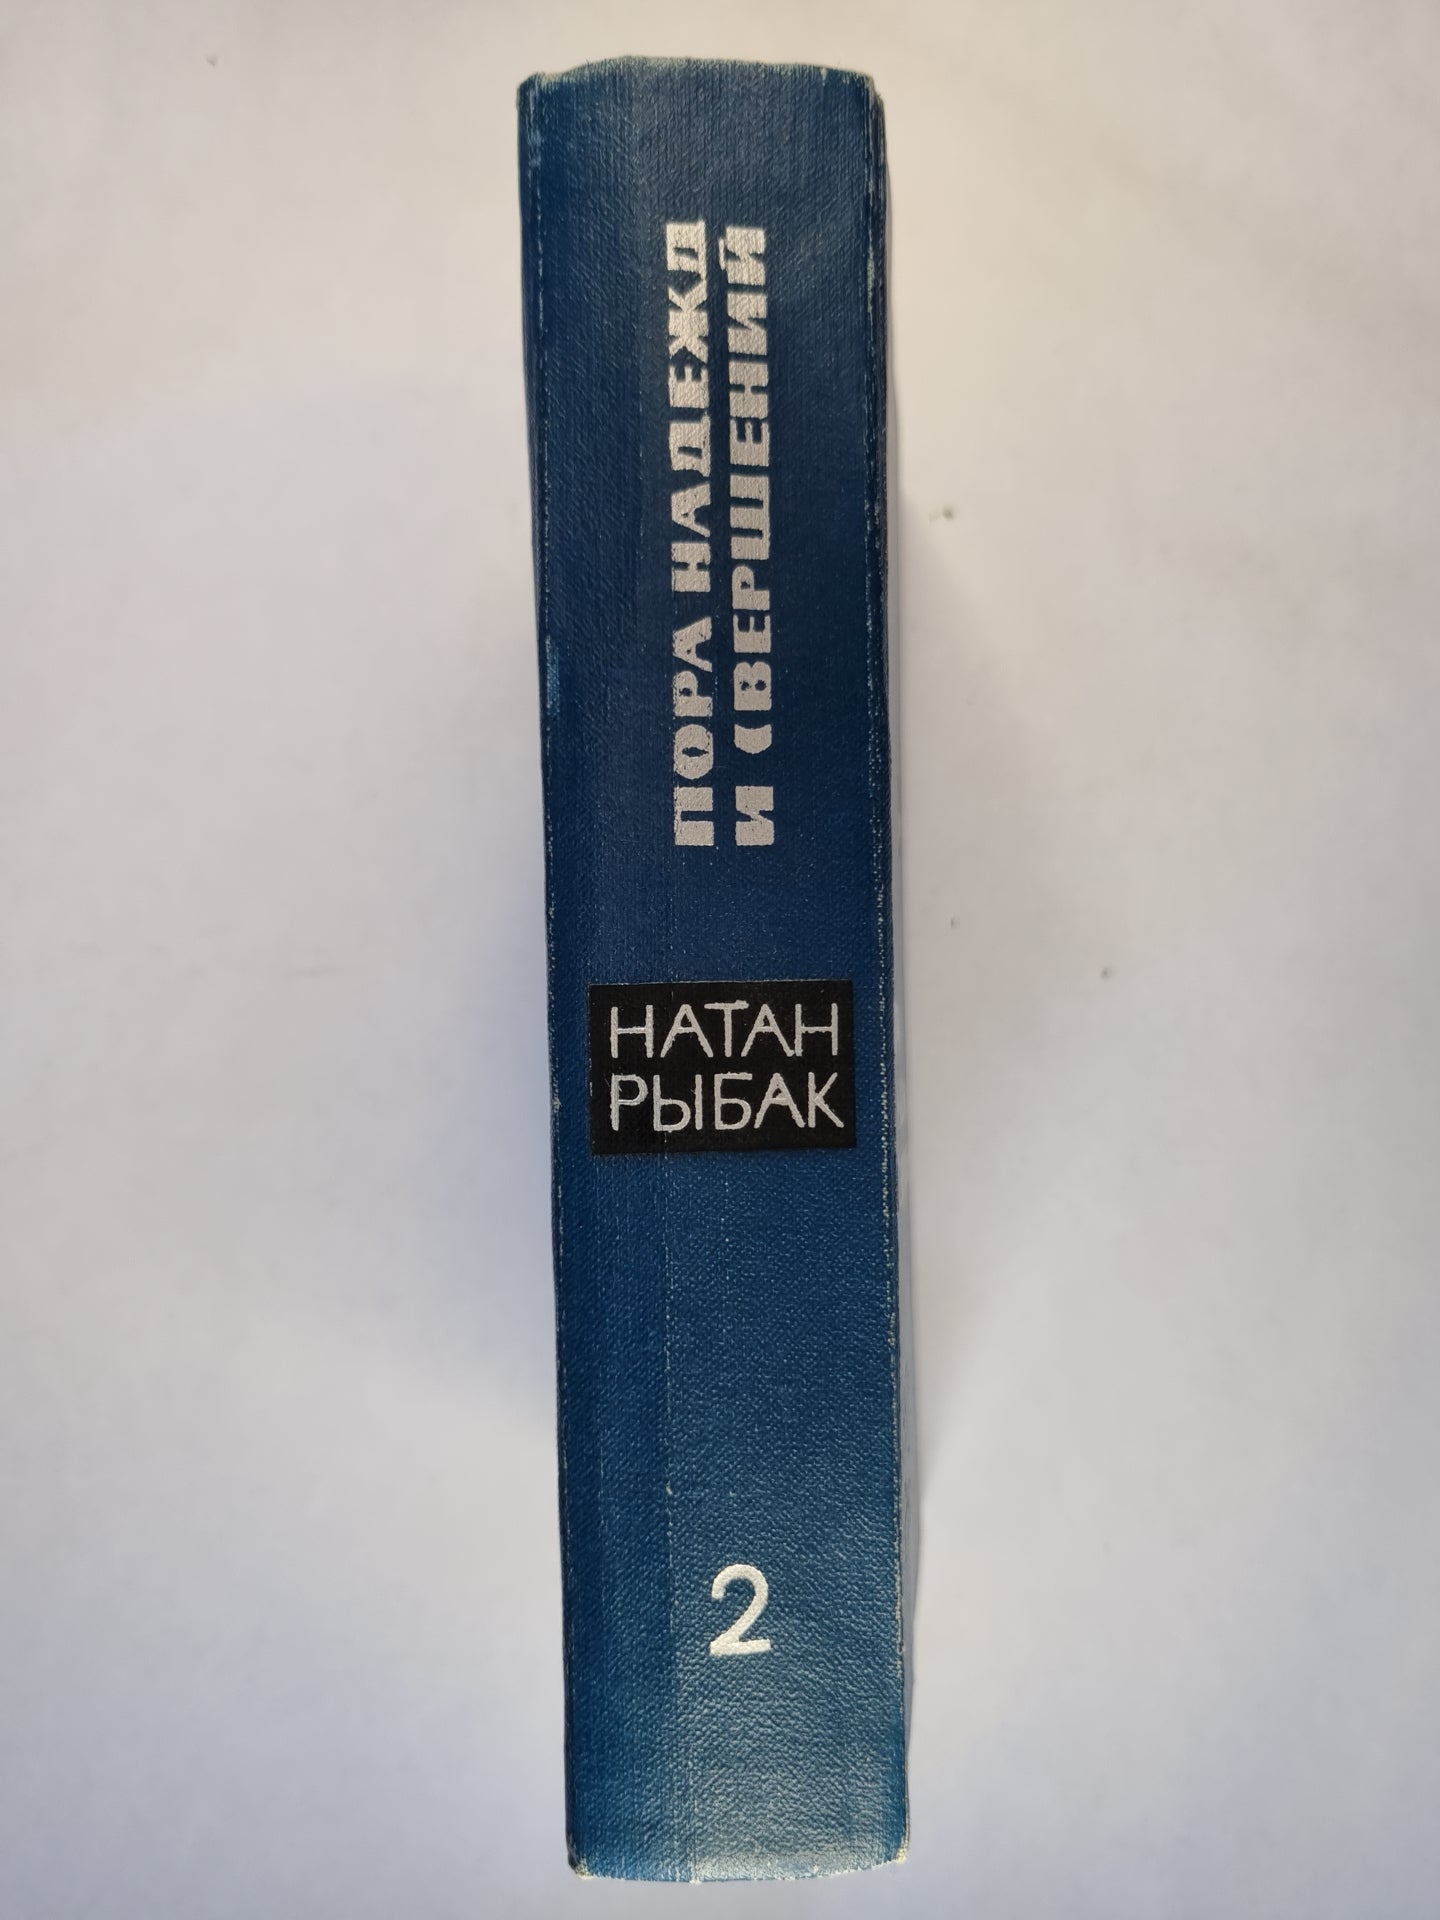 ПОРА НАДЕЖД
И СВЕРШЕНИЙ
НАТАН
РЫБАК
2